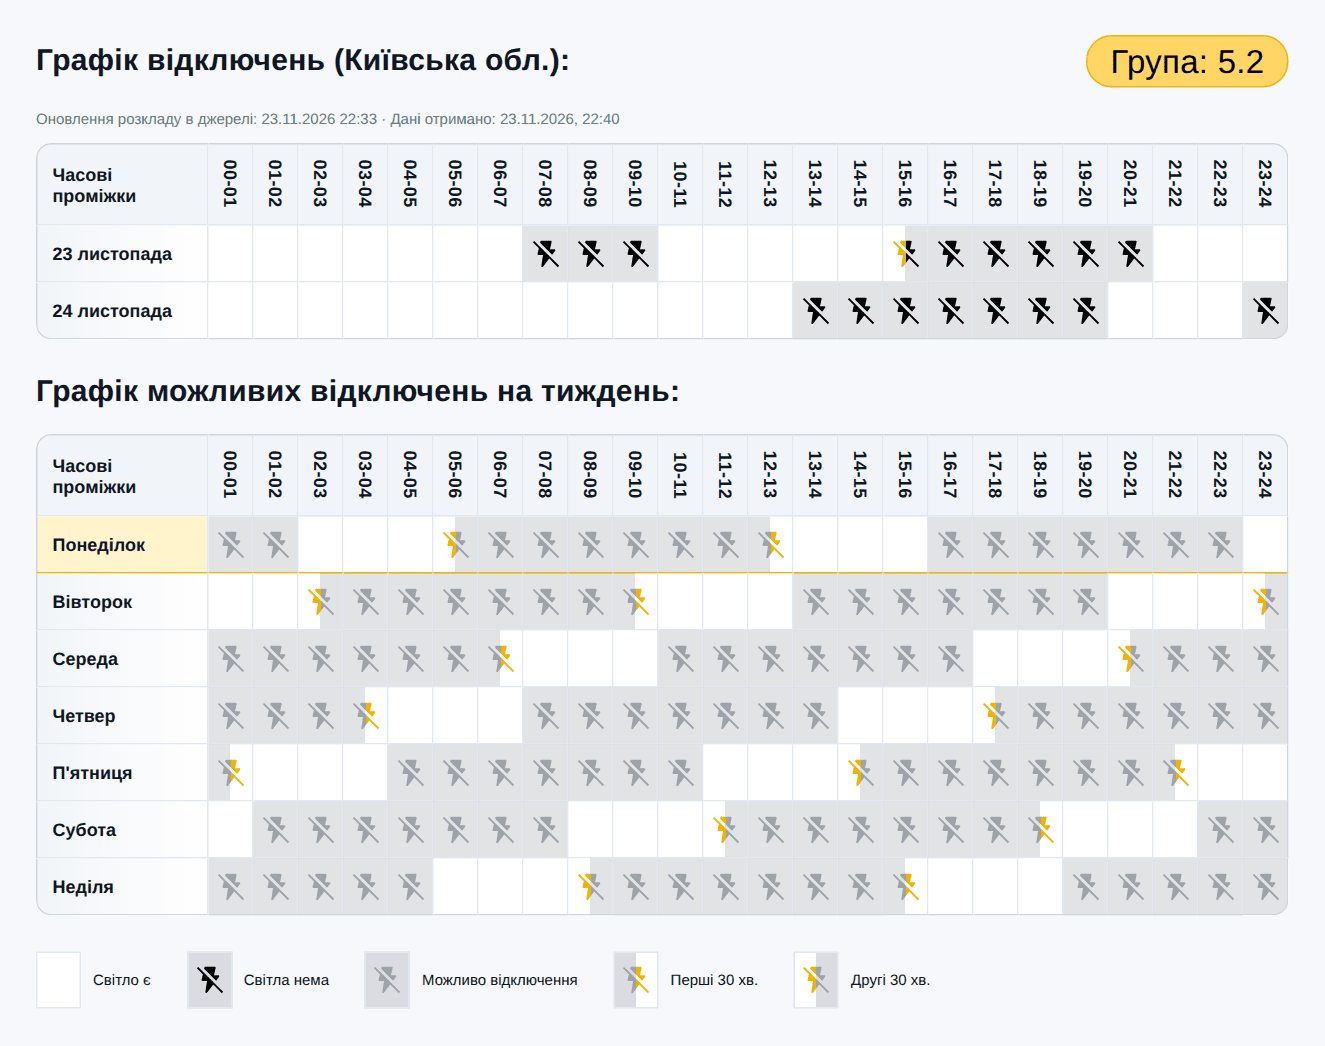 Графік відключень (Київська обл.):
Група: 5.2
Оновлення розкладу в джерелі: 23.11.2026 22:33 · Дані отримано: 23.11.2026, 22:40
Часові
проміжки
00-01 01-02 02-03 03-04 04-05 05-06 06-07 07-08 08-09 09-10 10-11 11-12 12-13 13-14 14-15 15-16 16-17 17-18 18-19 19-20 20-21 21-22 22-23 23-24
23 листопада
24 листопада
Графік можливих відключень на тиждень:
Часові
проміжки
00-01 01-02 02-03 03-04 04-05 05-06 06-07 07-08 08-09 09-10 10-11 11-12 12-13 13-14 14-15 15-16 16-17 17-18 18-19 19-20 20-21 21-22 22-23 23-24
Понеділок
Вівторок
Середа
Четвер
П'ятниця
Субота
Неділя
Світло є Світла нема Можливо відключення Перші 30 хв. Другі 30 хв.